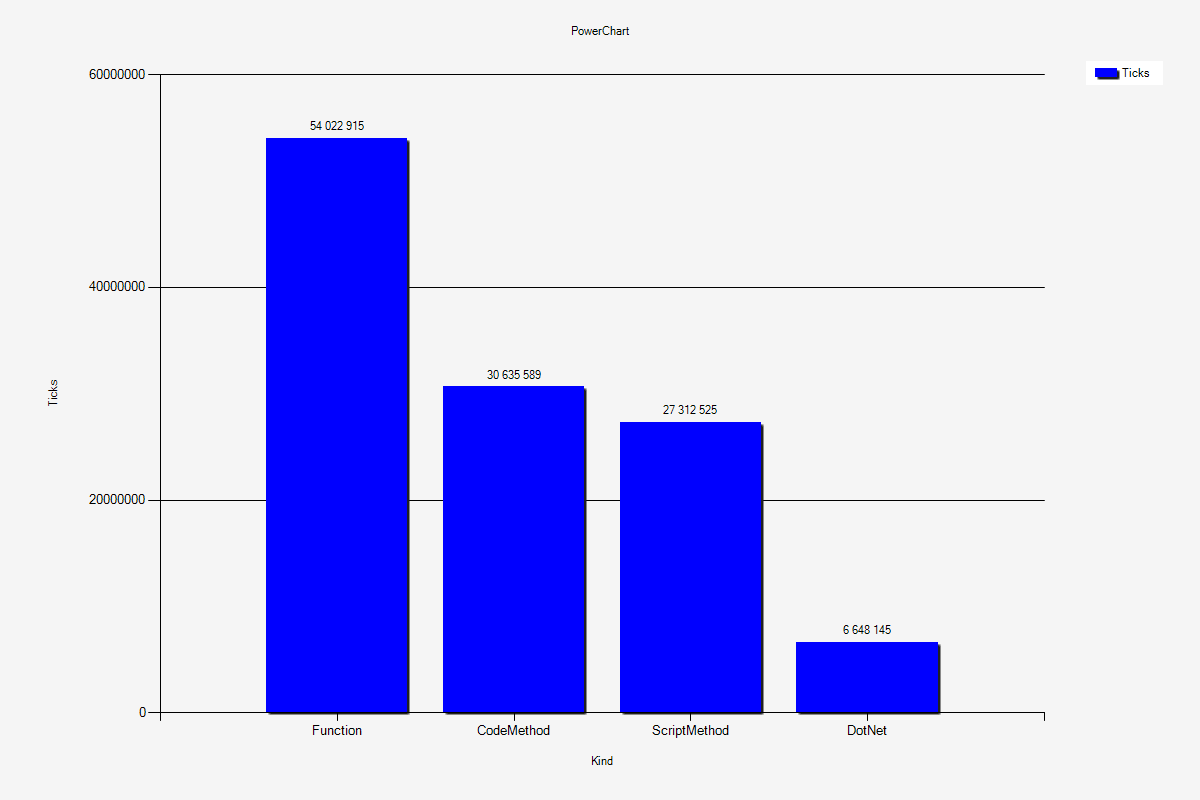 PowerChart
Ticks
60000000
54 022 915
40000000
30 635 589
27 312 525
Ticks
20000000
6 648 145
0
Function CodeMethod ScriptMethod DotNet
Kind